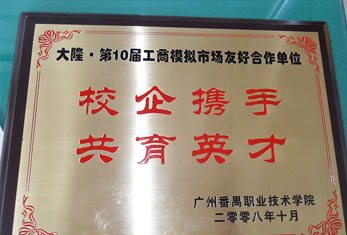 大隆·第10届工商模拟市场友好合作单位
校企携手
共育英才
广州番禺职业技术学院
二零零八年十月